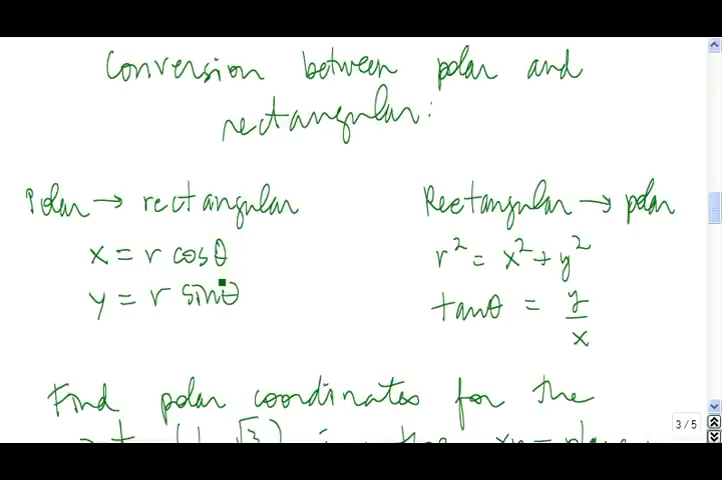 Conversion between polar and
rectangular:
Polar → rectangular
x = r cosθ
y = r sinθ
Rectangular → polar
r² = x² + y²
tanθ = y/x
Find polar coordinates for the
3 / 5